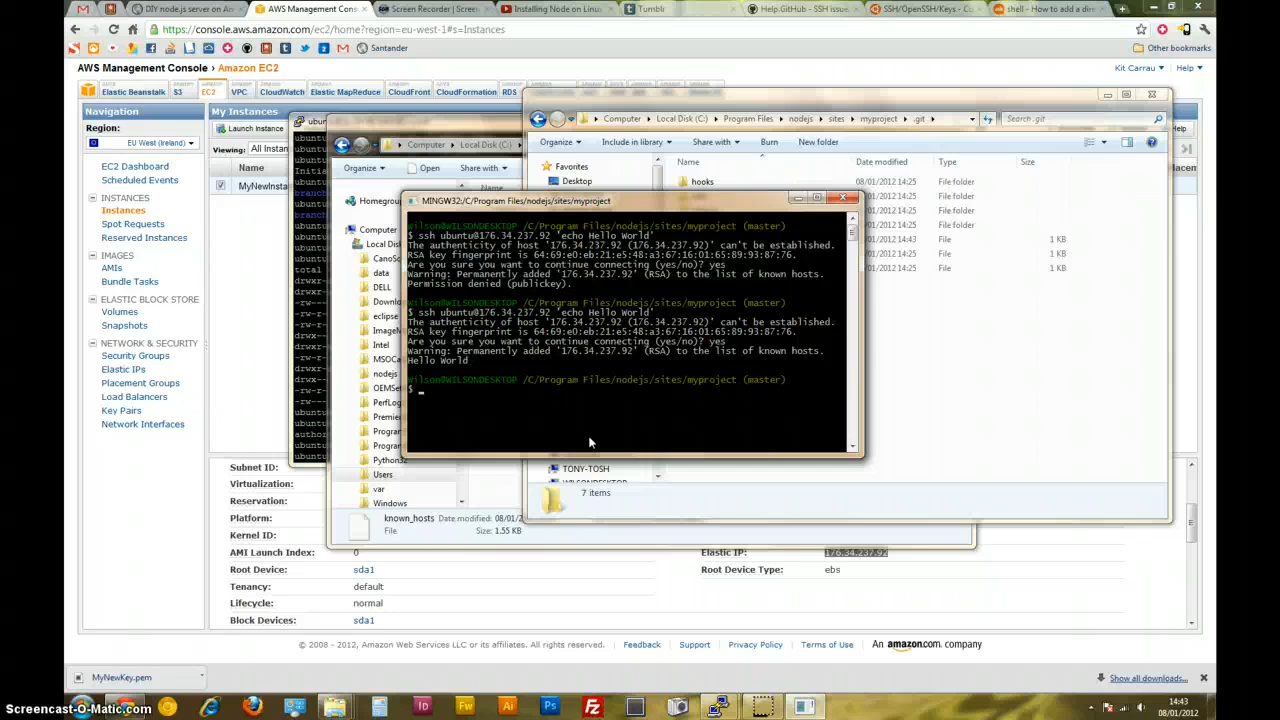 DIY node.js server on Am
AWS Management Console
Screen Recorder | Screenc
Installing Node on Linux
Tumblr
Help.GitHub - SSH issue
SSH/OpenSSH/Keys - Co
shell - How to add a dire
https://console.aws.amazon.com/ec2/home?region=eu-west-1#s=Instances
Santander
Other bookmarks
AWS Management Console > Amazon EC2
Kit Carrau
Help
Elastic Beanstalk
S3
EC2
VPC
CloudWatch
Elastic MapReduce
CloudFront
CloudFormation
RDS
Navigation
Region:
EU West (Ireland)
EC2 Dashboard
Scheduled Events
INSTANCES
Instances
Spot Requests
Reserved Instances
IMAGES
AMIs
Bundle Tasks
ELASTIC BLOCK STORE
Volumes
Snapshots
NETWORK & SECURITY
Security Groups
Elastic IPs
Placement Groups
Load Balancers
Key Pairs
Network Interfaces
My Instances
Launch Instance
Viewing: All Instan
Name
MyNewInsta
Help
Computer
Local Disk (C:)
Organize
Open
Share with
Homegroup
Computer
Local Disk
CanoSc
data
DELL
Downlo
eclipse
ImageM
Intel
MSOCa
nodejs
OEMSet
PerfLog
Premier
Program
Program
Python32
Users
var
Windows
known_hosts Date modified: 08/01/2
File Size: 1.55 KB
Computer
Local Disk (C:)
Program Files
nodejs
sites
myproject
.git
Search .git
Organize
Include in library
Share with
Burn
New folder
Favorites
Desktop
Name
Date modified
Type
Size
hooks 08/01/2012 14:25 File folder
File folder
File folder
File folder
File 1 KB
File
File 1 KB
TONY-TOSH
7 items
MINGW32:/C/Program Files/nodejs/sites/myproject
Wilson@WILSONDESKTOP /C/Program Files/nodejs/sites/myproject (master)
$ ssh ubuntu@176.34.237.92 'echo Hello World'
The authenticity of host '176.34.237.92 (176.34.237.92)' can't be established.
RSA key fingerprint is 64:69:e0:eb:21:e5:48:a3:67:16:01:65:89:93:87:76.
Are you sure you want to continue connecting (yes/no)? yes
Warning: Permanently added '176.34.237.92' (RSA) to the list of known hosts.
Permission denied (publickey).
Wilson@WILSONDESKTOP /C/Program Files/nodejs/sites/myproject (master)
$ ssh ubuntu@176.34.237.92 'echo Hello World'
The authenticity of host '176.34.237.92 (176.34.237.92)' can't be established.
RSA key fingerprint is 64:69:e0:eb:21:e5:48:a3:67:16:01:65:89:93:87:76.
Are you sure you want to continue connecting (yes/no)? yes
Warning: Permanently added '176.34.237.92' (RSA) to the list of known hosts.
Hello World
Wilson@WILSONDESKTOP /C/Program Files/nodejs/sites/myproject (master)
$
Subnet ID:
Virtualization:
Reservation:
Platform:
Kernel ID:
AMI Launch Index: 0
Elastic IP: 176.34.237.92
Root Device: sda1
Root Device Type: ebs
Tenancy: default
Lifecycle: normal
Block Devices: sda1
© 2008 - 2012, Amazon Web Services LLC or its affiliates. All rights reserved.
Feedback
Support
Privacy Policy
Terms of Use
An amazon.com company
MyNewKey.pem
Show all downloads...
14:43
08/01/2012
Screencast-O-Matic.com